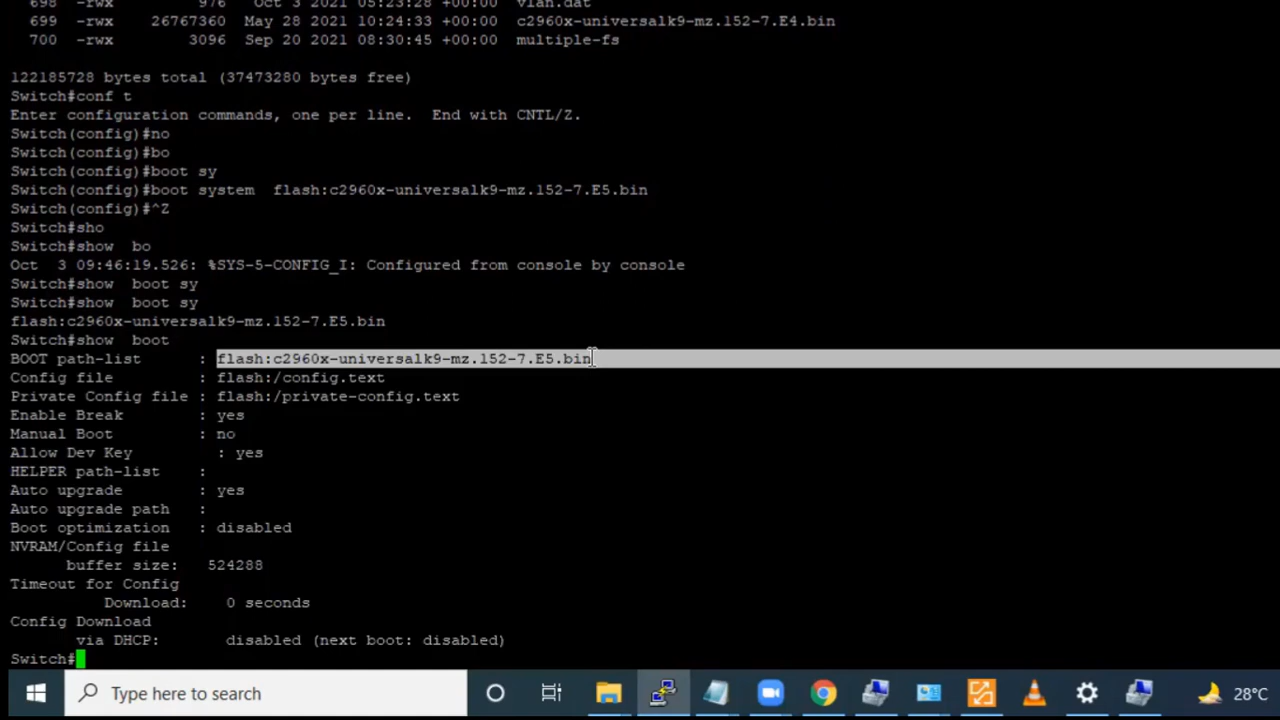 698  -rwx         976   Oct 3 2021 05:23:28 +00:00  vlan.dat
699  -rwx    26767360  May 28 2021 10:24:33 +00:00  c2960x-universalk9-mz.152-7.E4.bin
700  -rwx        3096  Sep 20 2021 08:30:45 +00:00  multiple-fs
122185728 bytes total (37473280 bytes free)
Switch#conf t
Enter configuration commands, one per line.  End with CNTL/Z.
Switch(config)#no
Switch(config)#bo
Switch(config)#boot sy
Switch(config)#boot system  flash:c2960x-universalk9-mz.152-7.E5.bin
Switch(config)#^Z
Switch#sho
Switch#show  bo
Oct  3 09:46:19.526: %SYS-5-CONFIG_I: Configured from console by console
Switch#show  boot sy
Switch#show  boot sy
flash:c2960x-universalk9-mz.152-7.E5.bin
Switch#show  boot
BOOT path-list      : flash:c2960x-universalk9-mz.152-7.E5.bin
Config file         : flash:/config.text
Private Config file : flash:/private-config.text
Enable Break        : yes
Manual Boot         : no
Allow Dev Key         : yes
HELPER path-list    :
Auto upgrade        : yes
Auto upgrade path   :
Boot optimization   : disabled
NVRAM/Config file
      buffer size:   524288
Timeout for Config
          Download:    0 seconds
Config Download
       via DHCP:       disabled (next boot: disabled)
Switch#
Type here to search
28°C